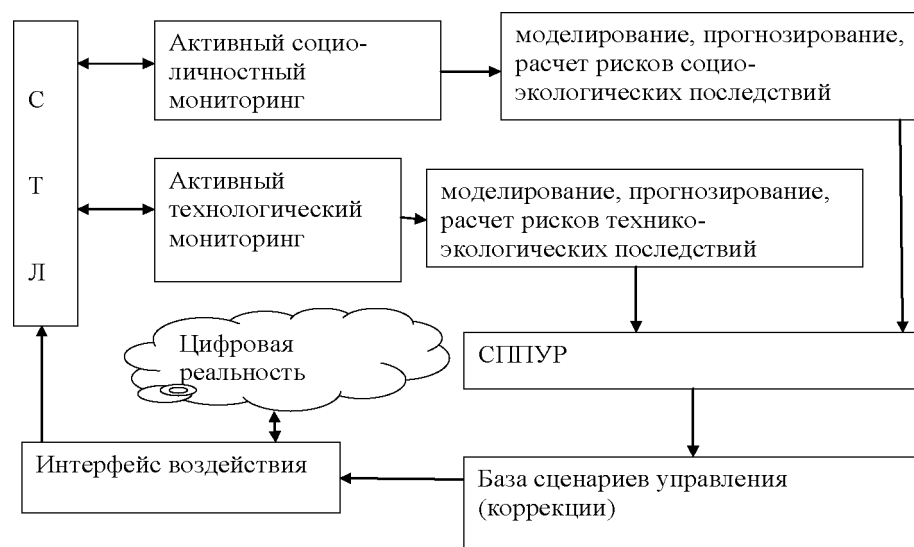 С
Т
Л
Активный социо-
личностный
мониторинг
моделирование, прогнозирование,
расчет рисков социо-
экологических последствий
Активный
технологический
мониторинг
моделирование, прогнозирование,
расчет рисков технико-
экологических последствий
Цифровая
реальность
СППУР
Интерфейс воздействия
База сценариев управления
(коррекции)